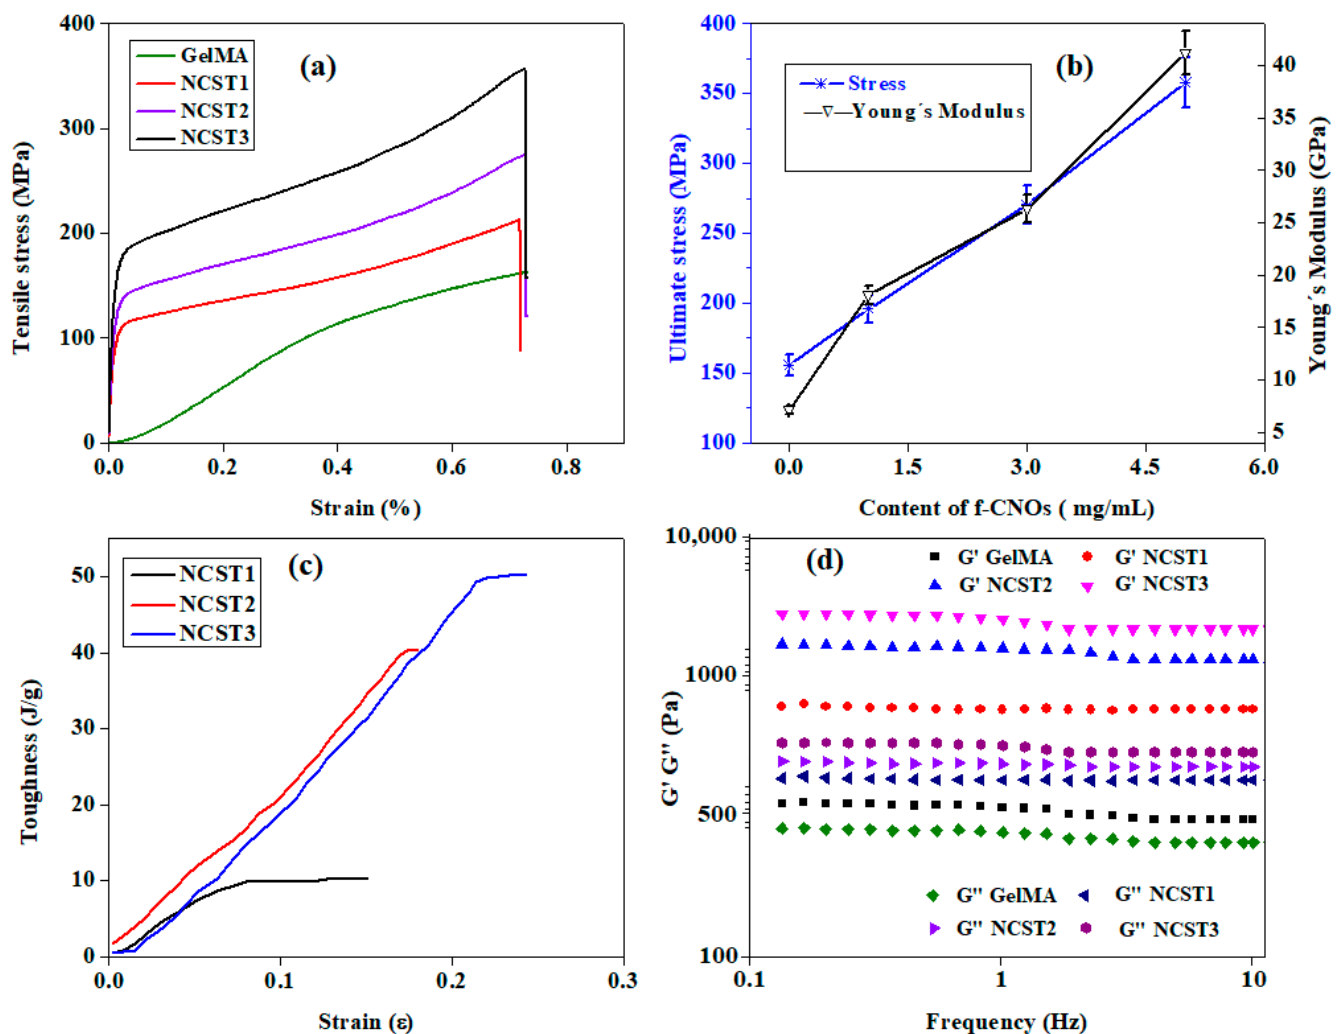 400
300
200
100
0
Tensile stress (MPa)
GelMA
NCST1
NCST2
NCST3
(a)
0.0
0.2
0.4
0.6
0.8
Strain (%)
400
350
300
250
200
150
100
Ultimate stress (MPa)
Stress
Young´s Modulus
(b)
40
35
30
25
20
15
10
5
Young´s Modulus (GPa)
0.0
1.5
3.0
4.5
6.0
Content of f-CNOs ( mg/mL)
50
40
30
20
10
0
Toughness (J/g)
NCST1
NCST2
NCST3
(c)
0.0
0.1
0.2
0.3
Strain (ε)
10,000
1000
500
100
G' G'' (Pa)
(d)
G' GelMA
G' NCST1
G' NCST2
G' NCST3
G'' GelMA
G'' NCST1
G'' NCST2
G'' NCST3
0.1
1
10
Frequency (Hz)